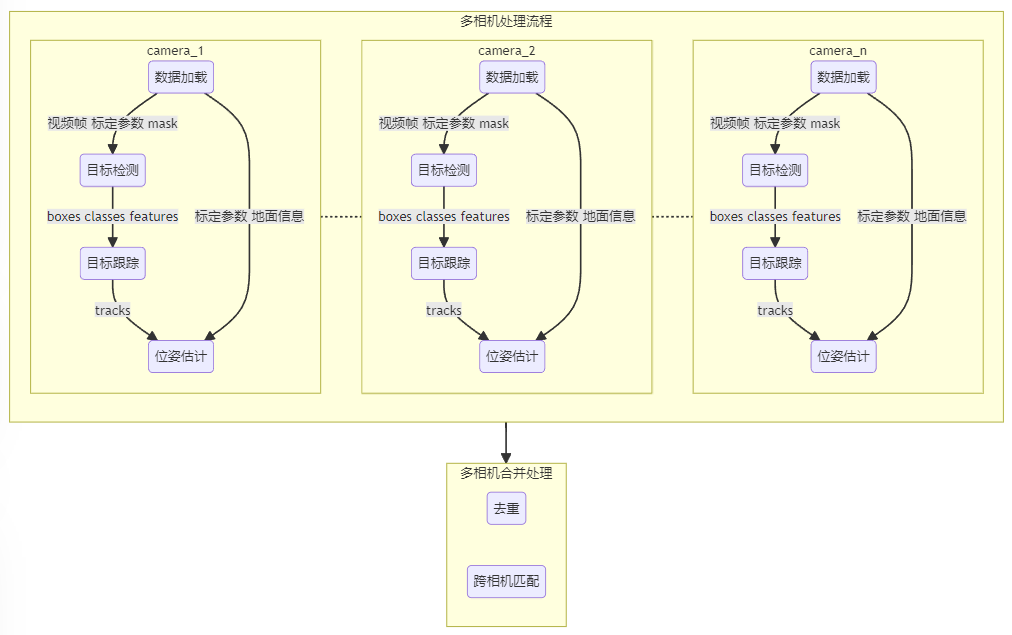 多相机处理流程
camera_1
数据加载
视频帧 标定参数 mask
目标检测
boxes classes features
标定参数 地面信息
目标跟踪
tracks
位姿估计
camera_2
数据加载
视频帧 标定参数 mask
目标检测
boxes classes features
标定参数 地面信息
目标跟踪
tracks
位姿估计
camera_n
数据加载
视频帧 标定参数 mask
目标检测
boxes classes features
标定参数 地面信息
目标跟踪
tracks
位姿估计
多相机合并处理
去重
跨相机匹配